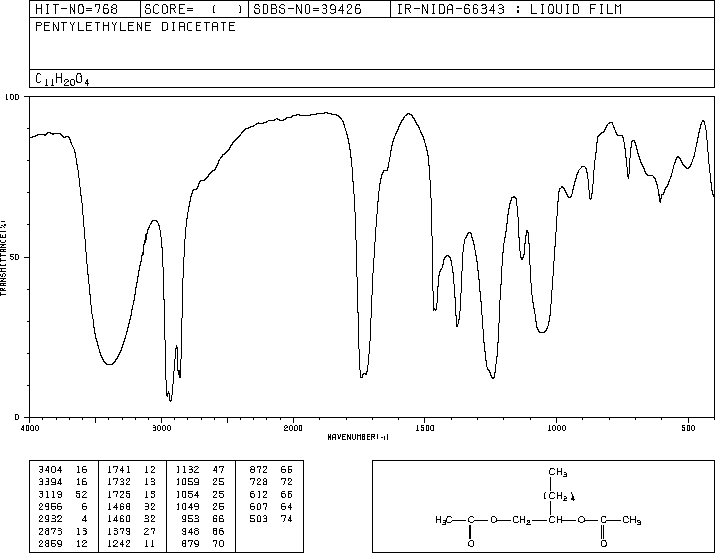 HIT-NO=768 SCORE= ( ) SDBS-NO=39426 IR-NIDA-66343 : LIQUID FILM
PENTYLETHYLENE DIACETATE
C11H20O4
100
50
0
TRANSMITTANCE(%)
4000 3000 2000 1500 1000 500
WAVENUMBER(-1)
3404 16 1741 12 1132 47 872 66
3394 16 1732 13 1059 25 728 72
3119 52 1725 13 1054 25 612 66
2956 6 1468 32 1049 25 607 64
2932 4 1460 32 953 66 503 74
2873 13 1379 27 948 66
2859 12 1242 11 879 70
CH3
(CH2)4
H3C—C—O—CH2—CH—O—C—CH3
O O